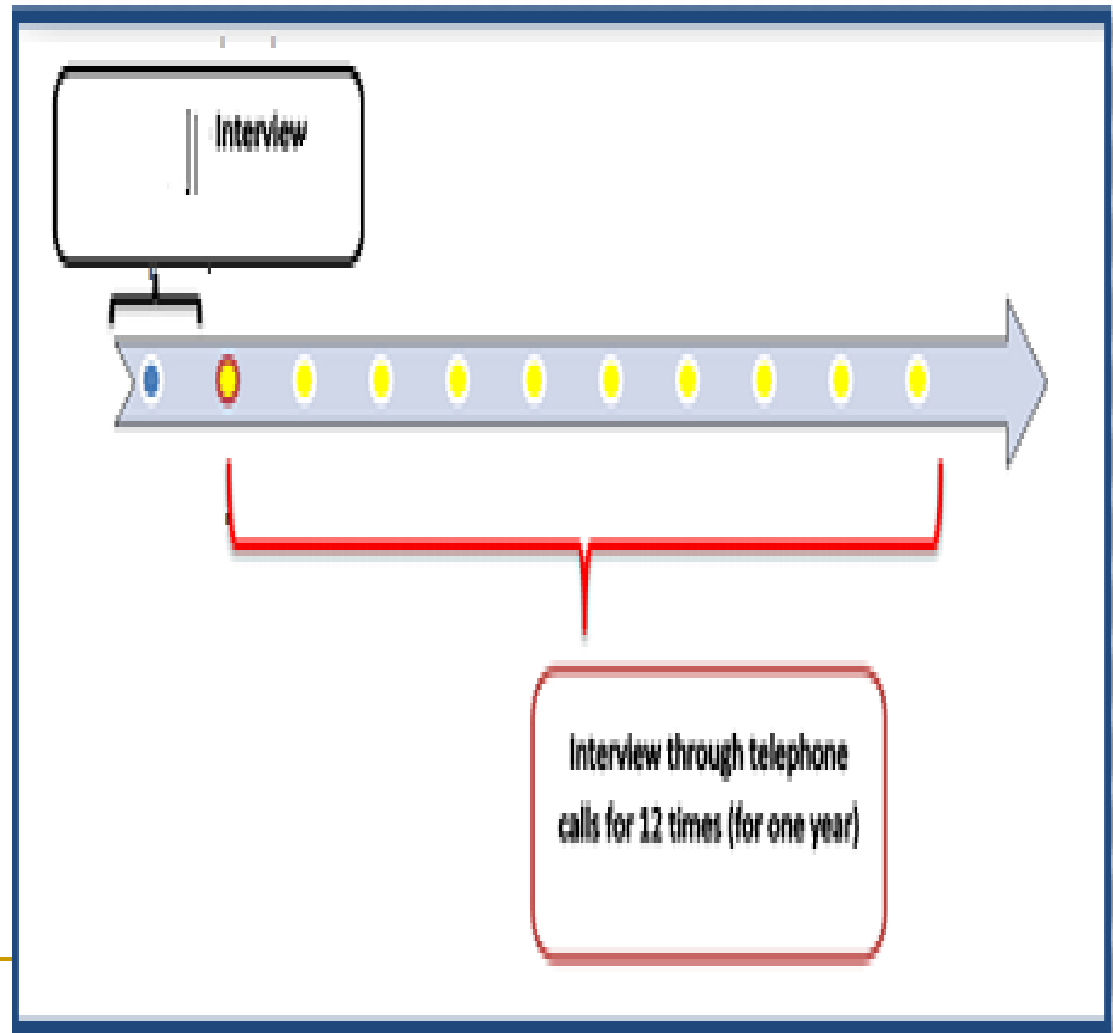 Interview
Interview through telephone
calls for 12 times (for one year)